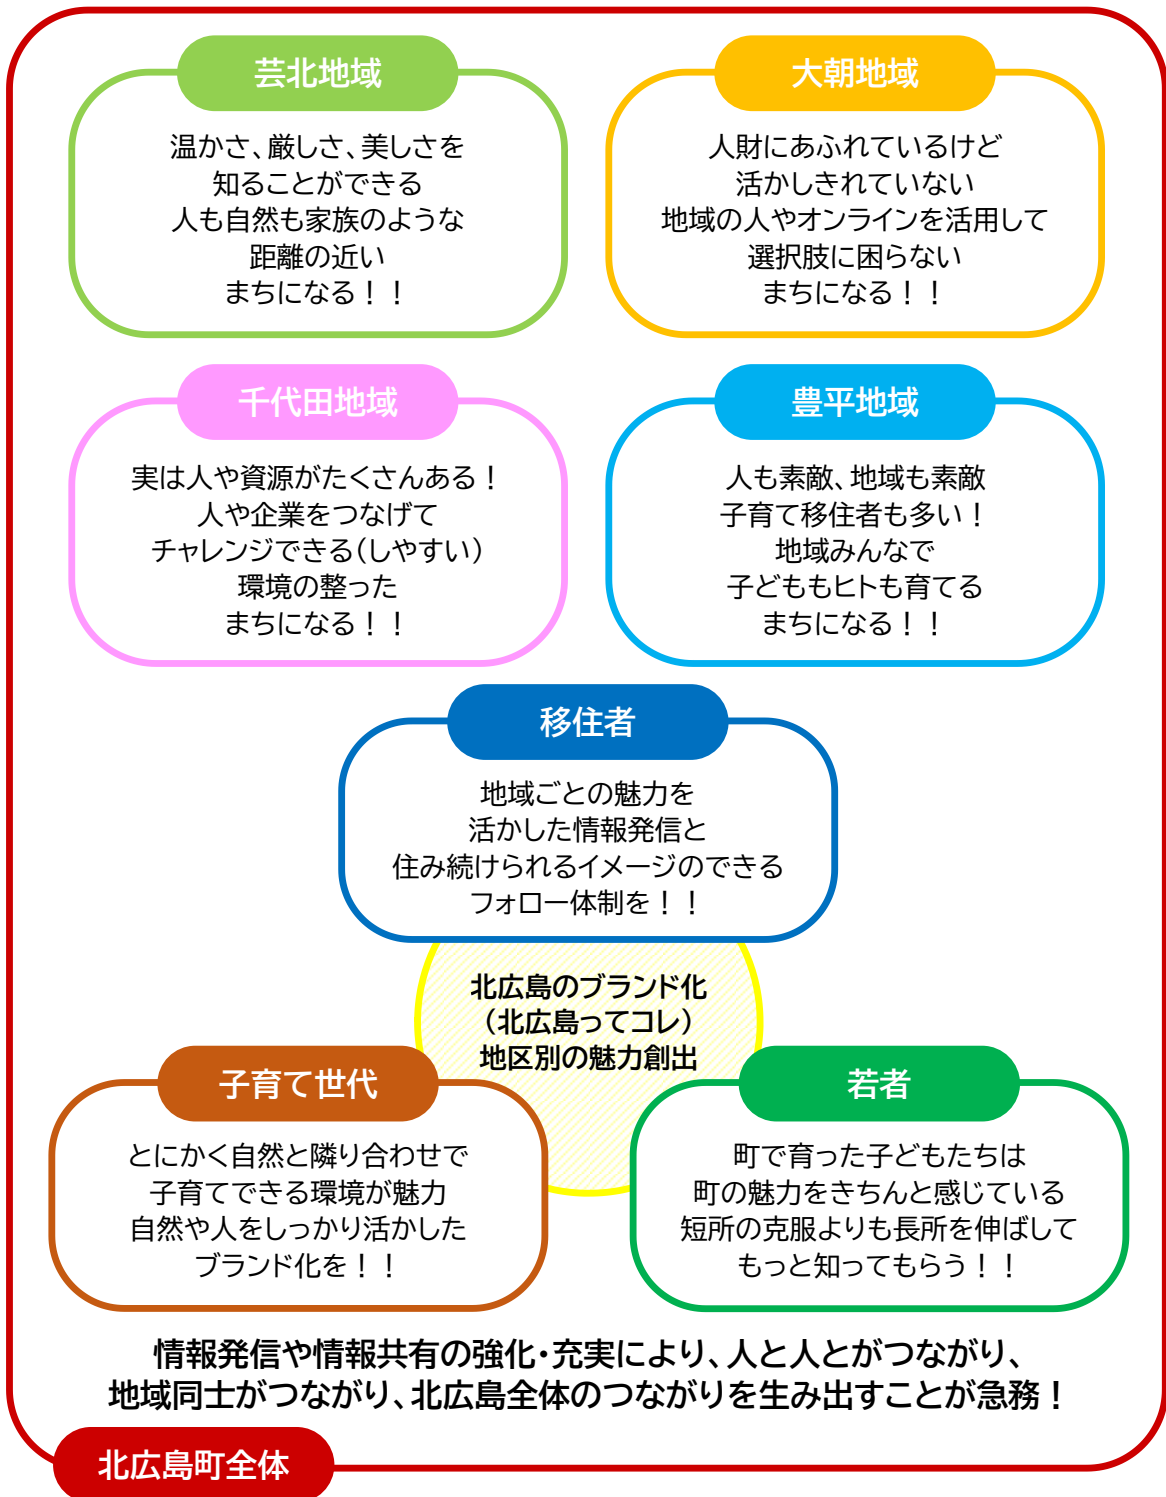 芸北地域
温かさ、厳しさ、美しさを
知ることができる
人も自然も家族のような
距離の近い
まちになる！！
大朝地域
人財にあふれているけど
活かしきれていない
地域の人やオンラインを活用して
選択肢に困らない
まちになる！！
千代田地域
実は人や資源がたくさんある！
人や企業をつなげて
チャレンジできる（しやすい）
環境の整った
まちになる！！
豊平地域
人も素敵、地域も素敵
子育て移住者も多い！
地域みんなで
子どももヒトも育てる
まちになる！！
移住者
地域ごとの魅力を
活かした情報発信と
住み続けられるイメージのできる
フォロー体制を！！
北広島のブランド化
（北広島ってコレ）
地区別の魅力創出
子育て世代
とにかく自然と隣り合わせで
子育てできる環境が魅力
自然や人をしっかり活かした
ブランド化を！！
若者
町で育った子どもたちは
町の魅力をきちんと感じている
短所の克服よりも長所を伸ばして
もっと知ってもらう！！
情報発信や情報共有の強化・充実により、人と人とがつながり、
地域同士がつながり、北広島全体のつながりを生み出すことが急務！
北広島町全体